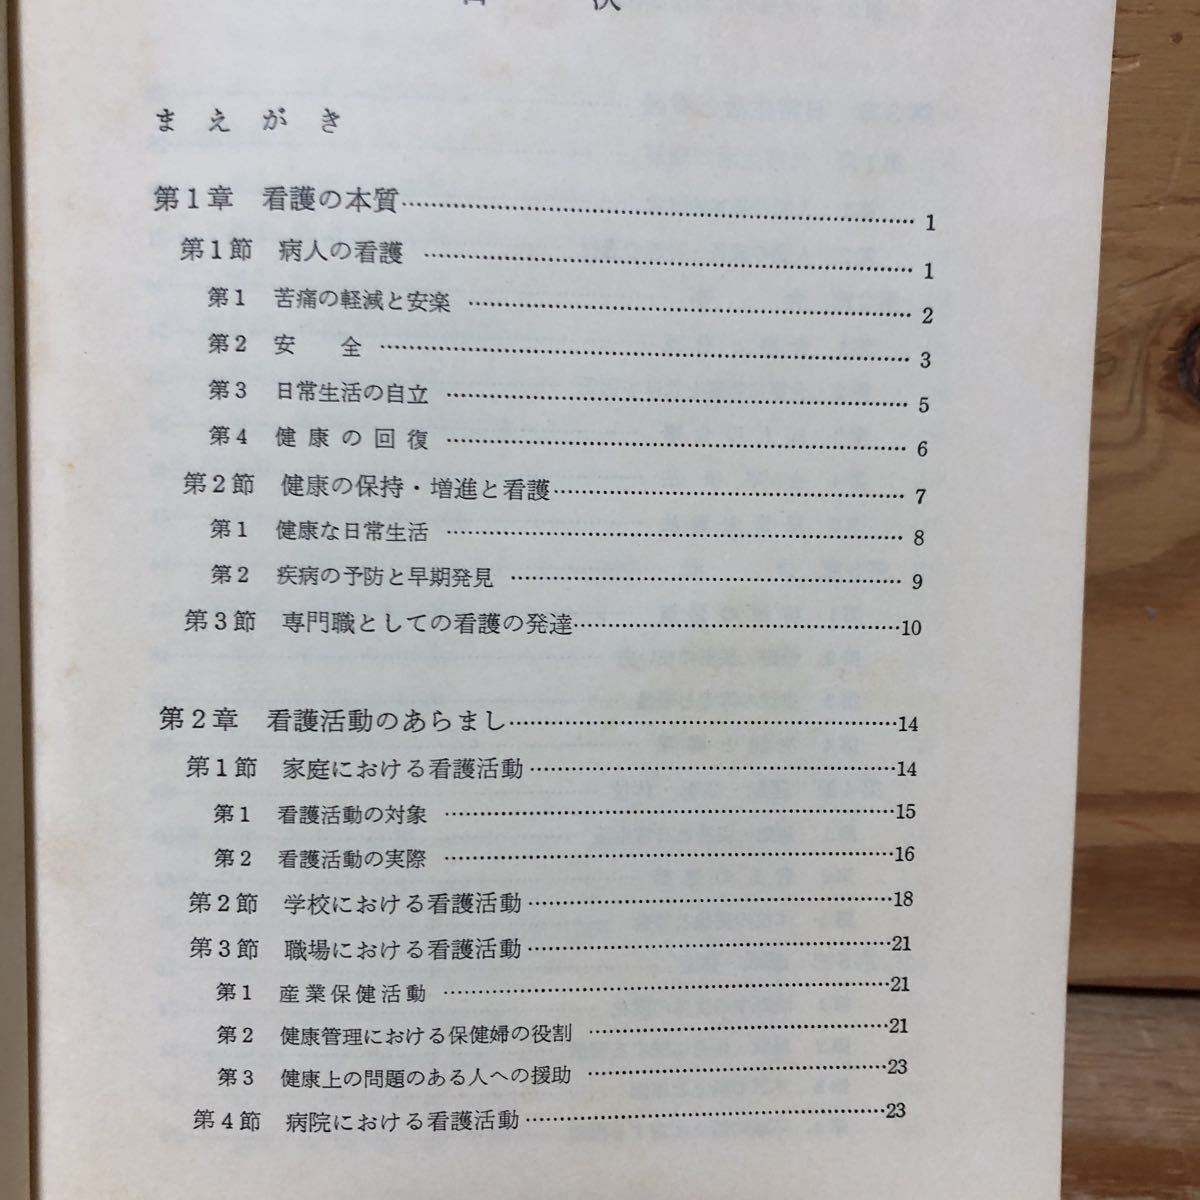 目次
まえがき
第1章 看護の本質……………………1
第1節 病人の看護……………………1
第1 苦痛の軽減と安楽……………………2
第2 安全……………………3
第3 日常生活の自立……………………5
第4 健康の回復……………………6
第2節 健康の保持・増進と看護……………………7
第1 健康な日常生活……………………8
第2 疾病の予防と早期発見……………………9
第3節 専門職としての看護の発達……………………10
第2章 看護活動のあらまし……………………14
第1節 家庭における看護活動……………………14
第1 看護活動の対象……………………15
第2 看護活動の実際……………………16
第2節 学校における看護活動……………………18
第3節 職場における看護活動……………………21
第1 産業保健活動……………………21
第2 健康管理における保健婦の役割……………………21
第3 健康上の問題のある人への援助……………………23
第4節 病院における看護活動……………………23